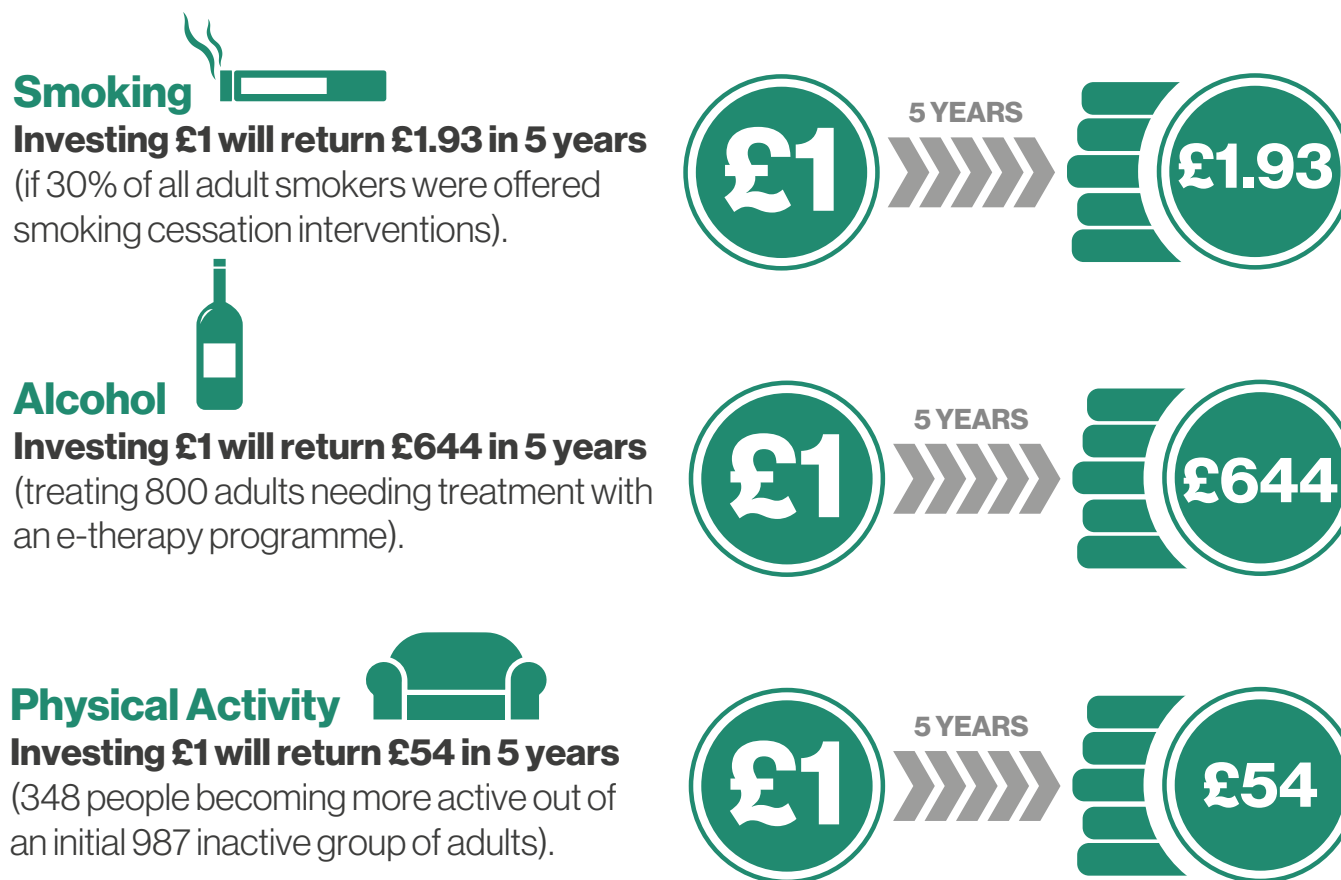 Smoking
Investing £1 will return £1.93 in 5 years
(if 30% of all adult smokers were offered
smoking cessation interventions).
£1
5 YEARS
£1.93
Alcohol
Investing £1 will return £644 in 5 years
(treating 800 adults needing treatment with
an e-therapy programme).
£1
5 YEARS
£644
Physical Activity
Investing £1 will return £54 in 5 years
(348 people becoming more active out of
an initial 987 inactive group of adults).
£1
5 YEARS
£54